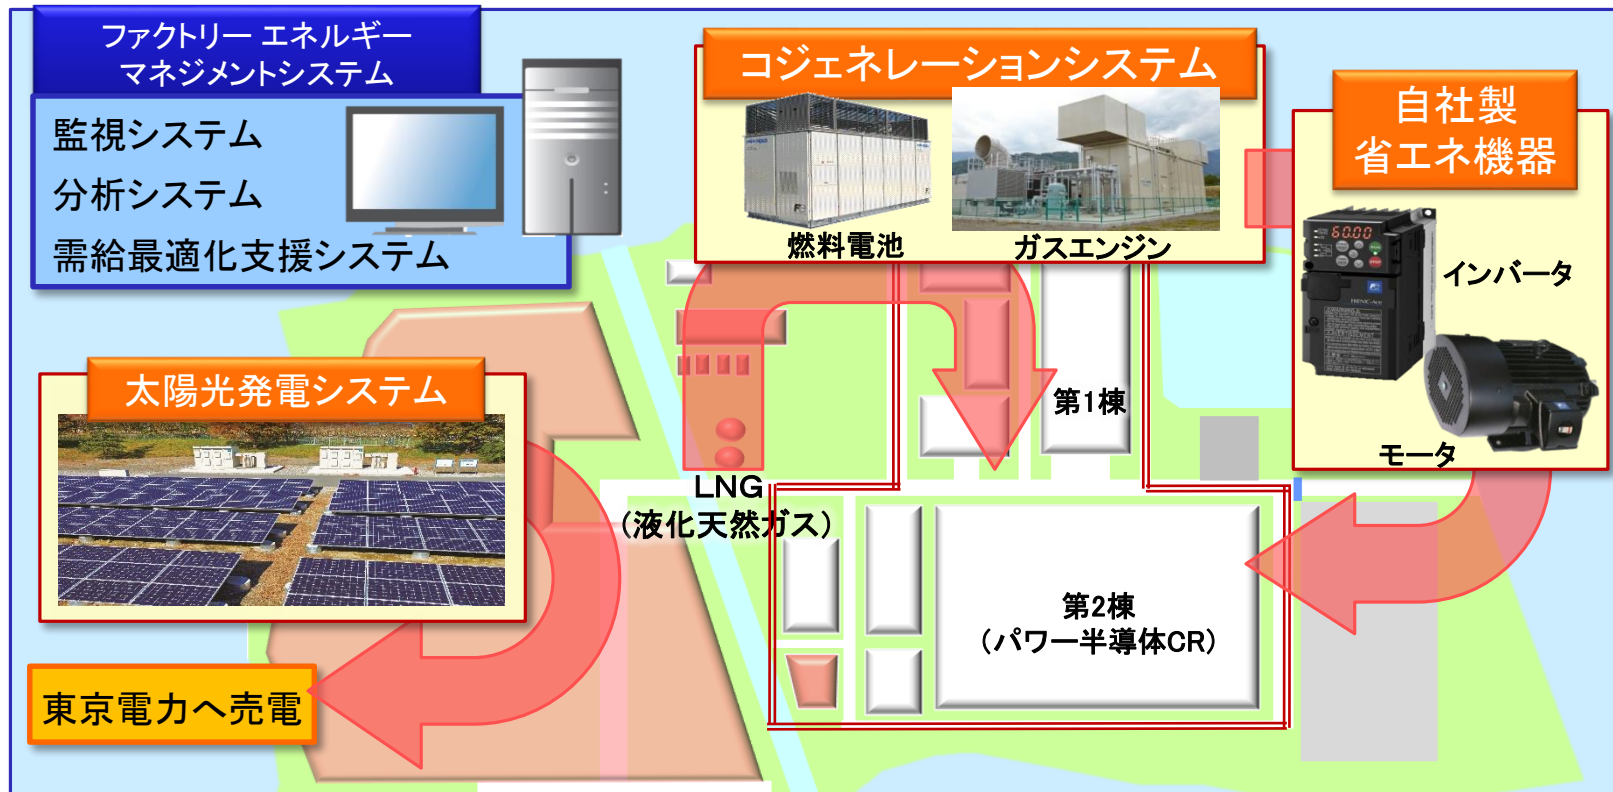 ファクトリー エネルギー
マネジメントシステム
監視システム
分析システム
需給最適化支援システム
コジェネレーションシステム
燃料電池
ガスエンジン
自社製
省エネ機器
60.00
FRENIC-Ace
インバータ
モータ
太陽光発電システム
東京電力へ売電
LNG
(液化天然ガス)
第1棟
第2棟
(パワー半導体CR)